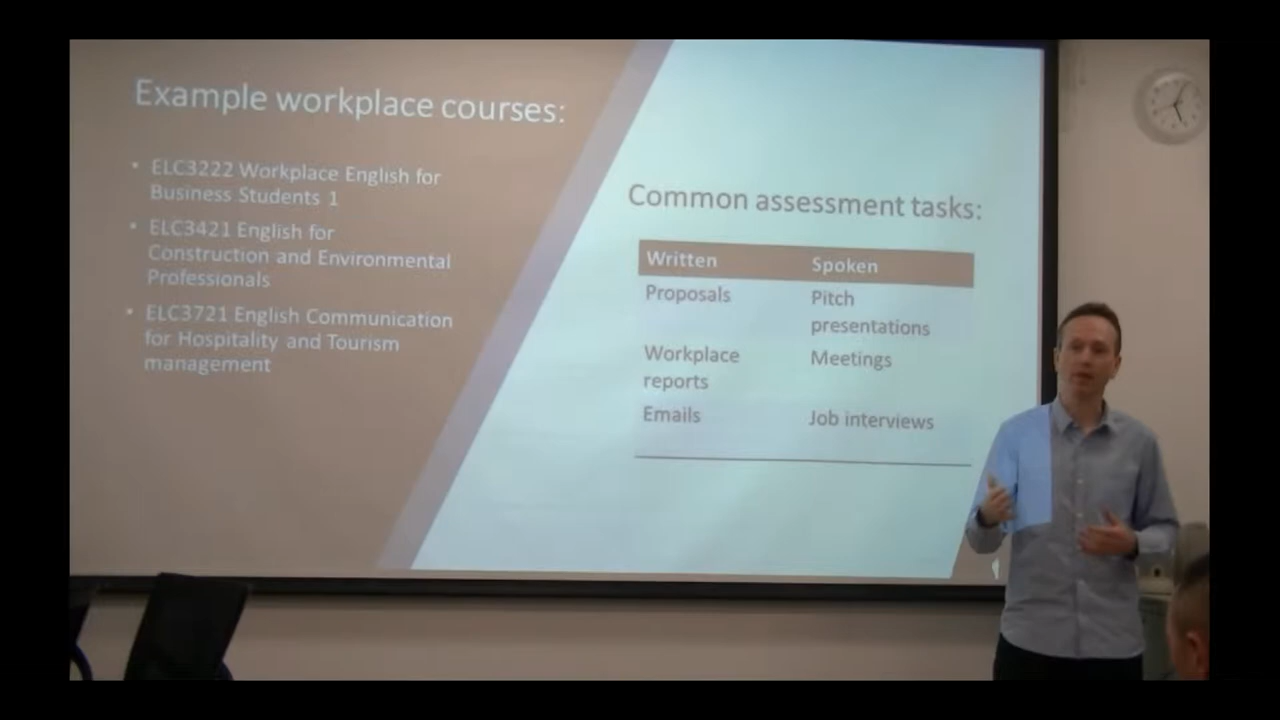 Example workplace courses:
• ELC3222 Workplace English for
Business Students 1
• ELC3421 English for
Construction and Environmental
Professionals
• ELC3721 English Communication
for Hospitality and Tourism
management
Common assessment tasks:
Written Spoken
Proposals Pitch
presentations
Workplace Meetings
reports
Emails Job interviews